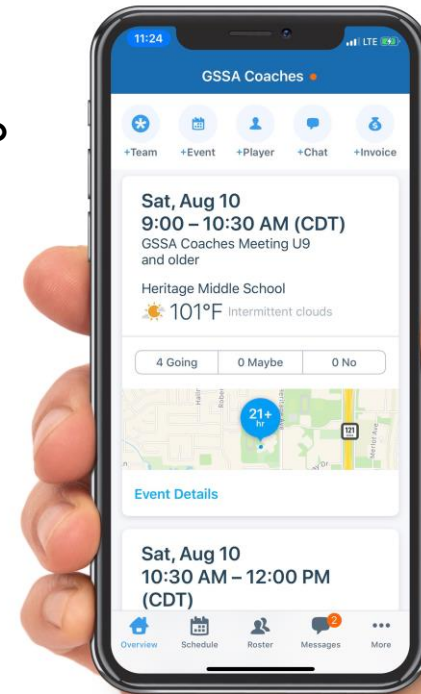 11:24
LTE
GSSA Coaches
+Team +Event +Player +Chat +Invoice
Sat, Aug 10
9:00 – 10:30 AM (CDT)
GSSA Coaches Meeting U9
and older
Heritage Middle School
101°F Intermittent clouds
4 Going 0 Maybe 0 No
21+
hr
121
Merlot Ave
Event Details
Sat, Aug 10
10:30 AM – 12:00 PM
(CDT)
2
Overview Schedule Roster Messages More